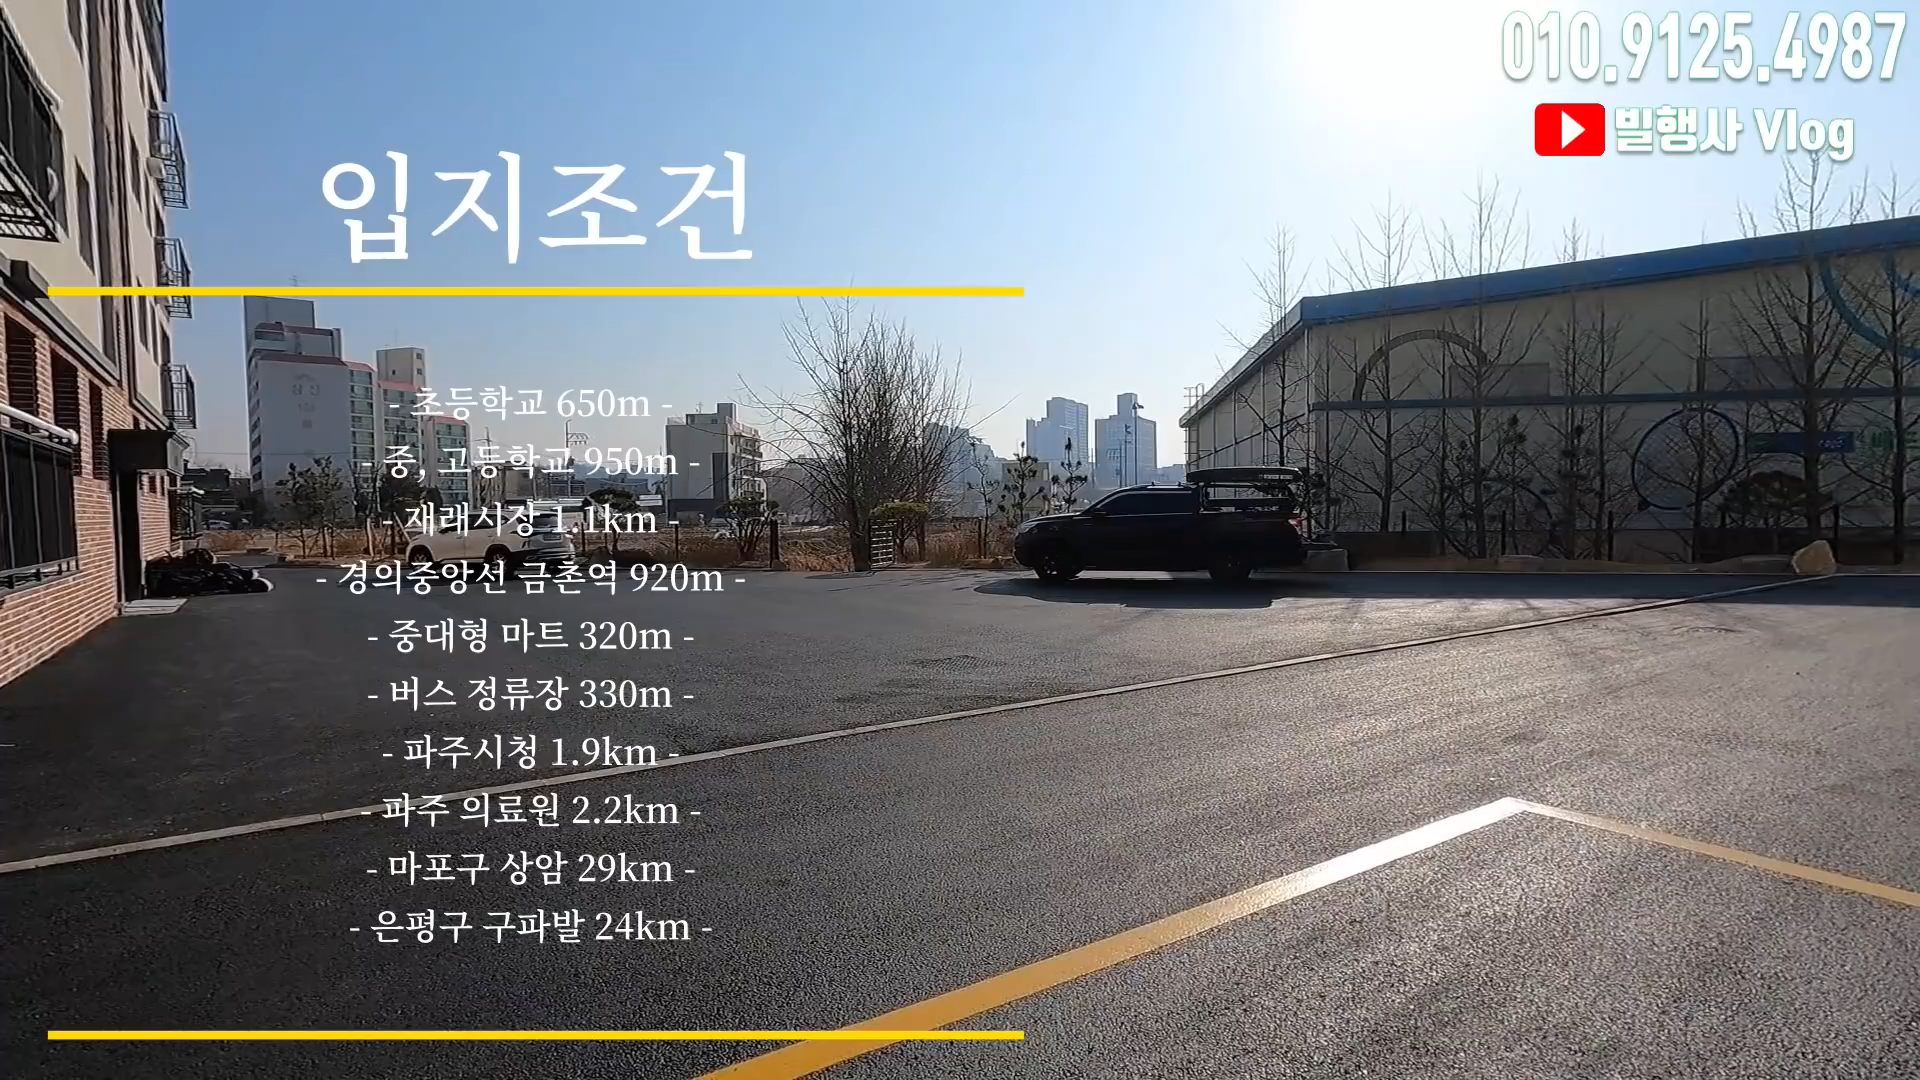 010.9125.4987
빌행사 Vlog
입지조건
- 초등학교 650m -
- 중, 고등학교 950m -
- 재래시장 1.1km -
- 경의중앙선 금촌역 920m -
- 중대형 마트 320m -
- 버스 정류장 330m -
- 파주시청 1.9km -
- 파주 의료원 2.2km -
- 마포구 상암 29km -
- 은평구 구파발 24km -